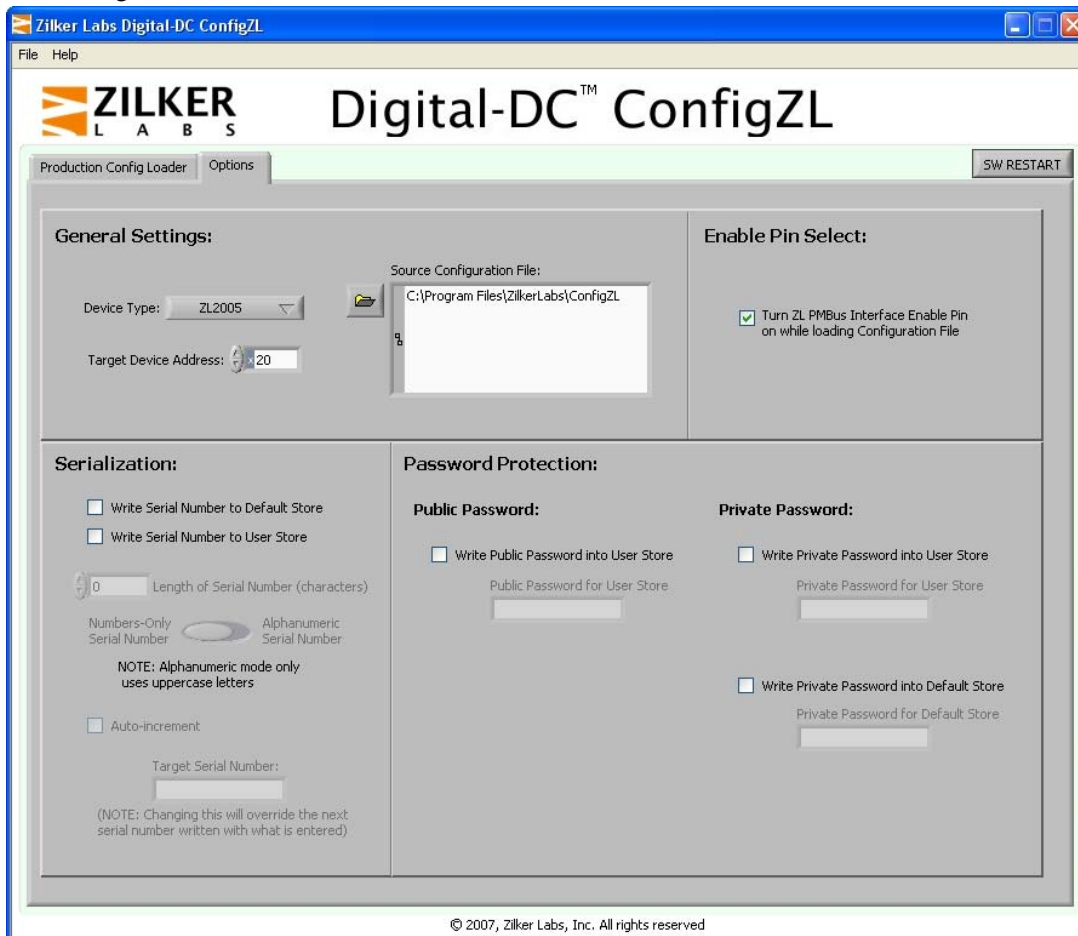 Zilker Labs Digital-DC ConfigZL
File Help
ZILKER
LABS
Digital-DC™ ConfigZL
Production Config Loader
Options
SW RESTART
General Settings:
Device Type: ZL2005
Target Device Address: x20
Source Configuration File:
C:\Program Files\ZilkerLabs\ConfigZL
Enable Pin Select:
Turn ZL PMBus Interface Enable Pin
on while loading Configuration File
Serialization:
Write Serial Number to Default Store
Write Serial Number to User Store
0 Length of Serial Number (characters)
Numbers-Only
Serial Number
Alphanumeric
Serial Number
NOTE: Alphanumeric mode only
uses uppercase letters
Auto-increment
Target Serial Number:
(NOTE: Changing this will override the next
serial number written with what is entered)
Password Protection:
Public Password:
Write Public Password into User Store
Public Password for User Store
Private Password:
Write Private Password into User Store
Private Password for User Store
Write Private Password into Default Store
Private Password for Default Store
© 2007, Zilker Labs, Inc. All rights reserved